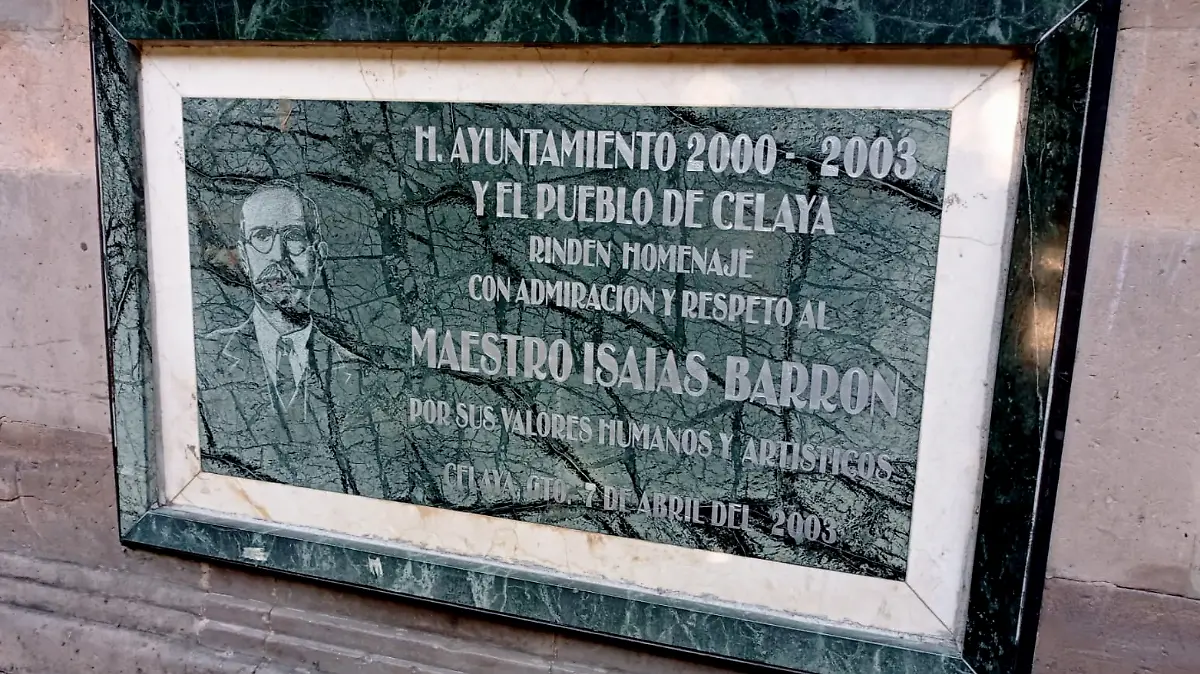 H. AYUNTAMIENTO 2000 - 2003
Y EL PUEBLO DE CELAYA
RINDEN HOMENAJE
CON ADMIRACION Y RESPETO AL
MAESTRO ISAIAS BARRON
POR SUS VALORES HUMANOS Y ARTISTICOS
CELAYA, GTO. 7 DE ABRIL DEL 2003